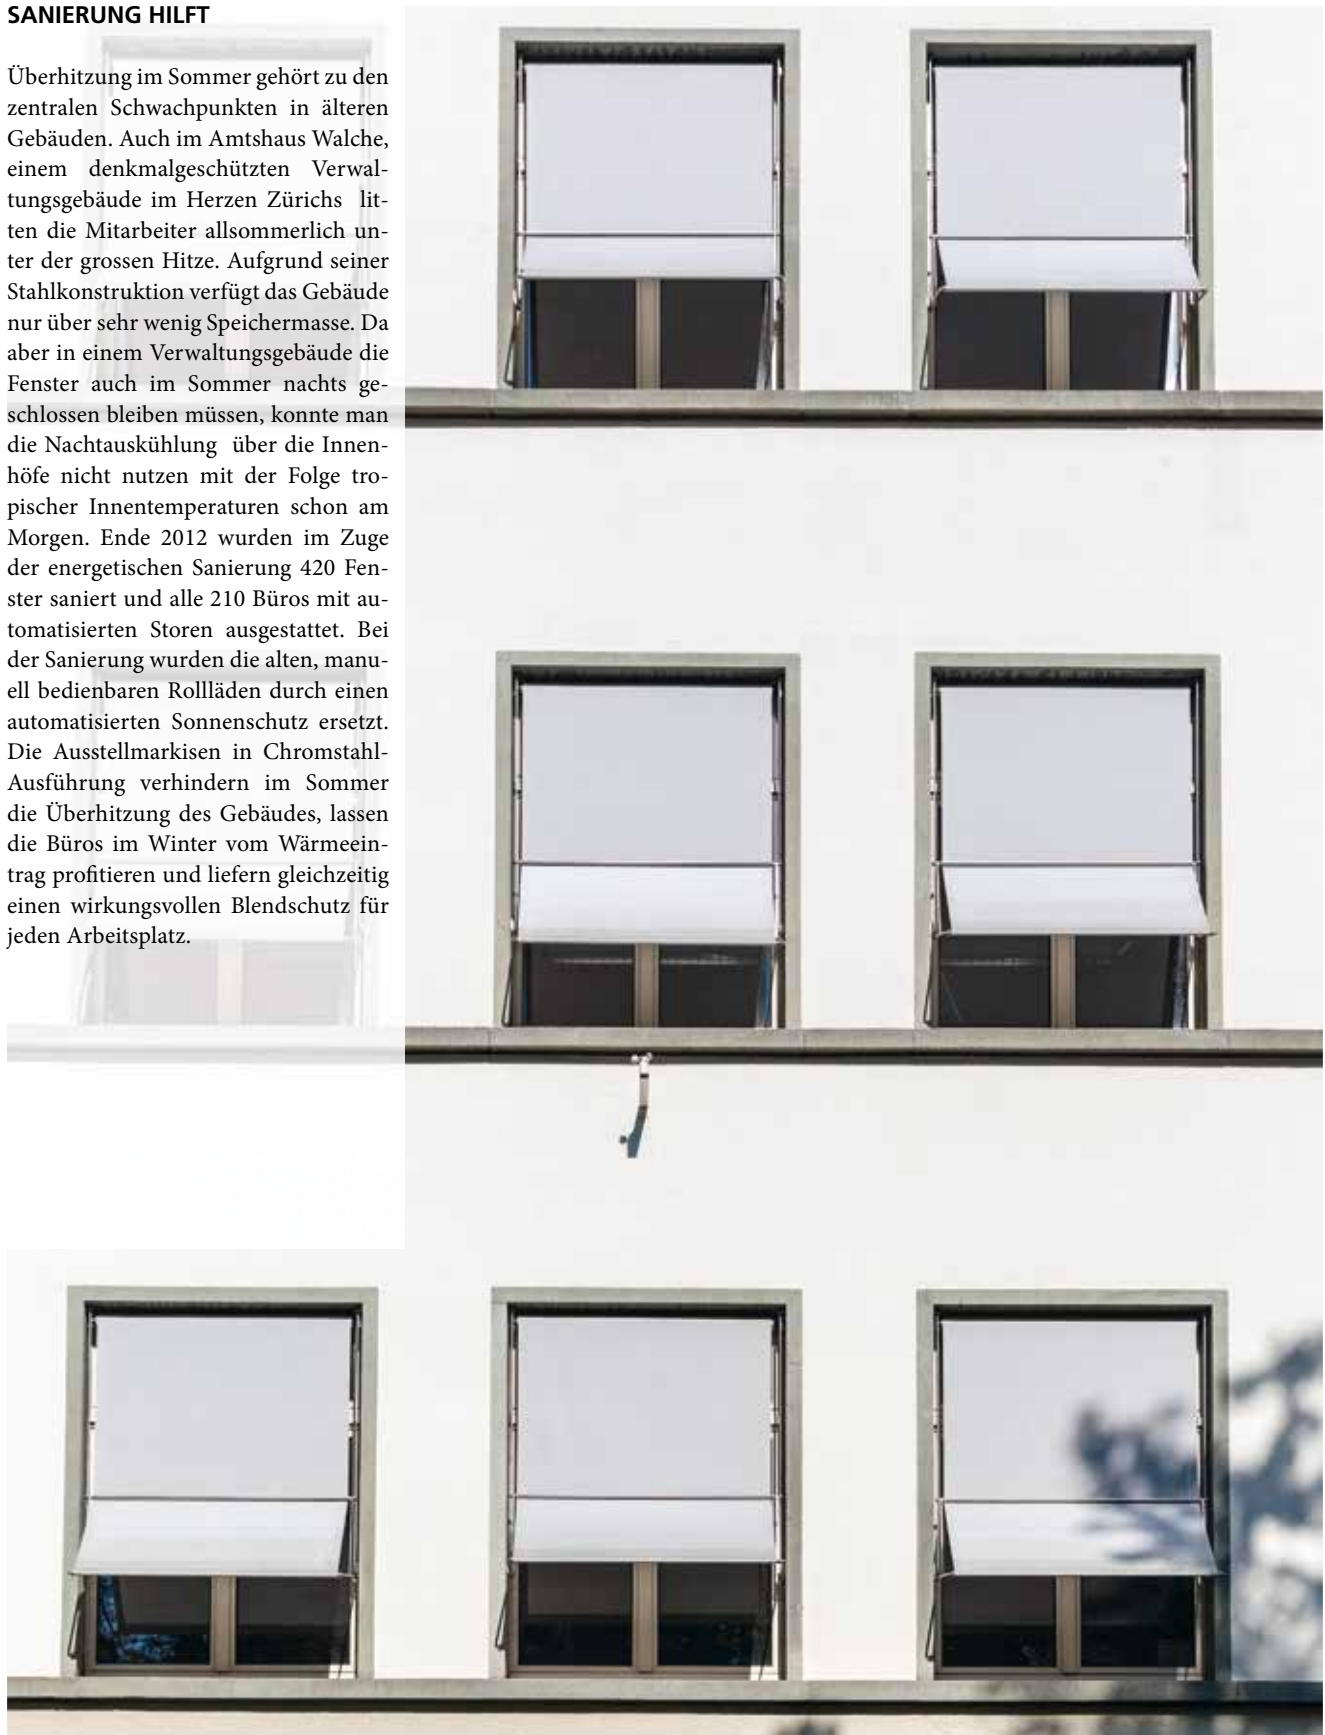 SANIERUNG HILFT
Überhitzung im Sommer gehört zu den
zentralen Schwachpunkten in älteren
Gebäuden. Auch im Amtshaus Walche,
einem denkmalgeschützten Verwal-
tungsgebäude im Herzen Zürichs lit-
ten die Mitarbeiter allsommerlich un-
ter der grossen Hitze. Aufgrund seiner
Stahlkonstruktion verfügt das Gebäude
nur über sehr wenig Speichermasse. Da
aber in einem Verwaltungsgebäude die
Fenster auch im Sommer nachts ge-
schlossen bleiben müssen, konnte man
die Nachtauskühlung über die Innen-
höfe nicht nutzen mit der Folge tro-
pischer Innentemperaturen schon am
Morgen. Ende 2012 wurden im Zuge
der energetischen Sanierung 420 Fen-
ster saniert und alle 210 Büros mit au-
tomatisierten Storen ausgestattet. Bei
der Sanierung wurden die alten, manu-
ell bedienbaren Rollläden durch einen
automatisierten Sonnenschutz ersetzt.
Die Ausstellmarkisen in Chromstahl-
Ausführung verhindern im Sommer
die Überhitzung des Gebäudes, lassen
die Büros im Winter vom Wärmeein-
trag profitieren und liefern gleichzeitig
einen wirkungsvollen Blendschutz für
jeden Arbeitsplatz.